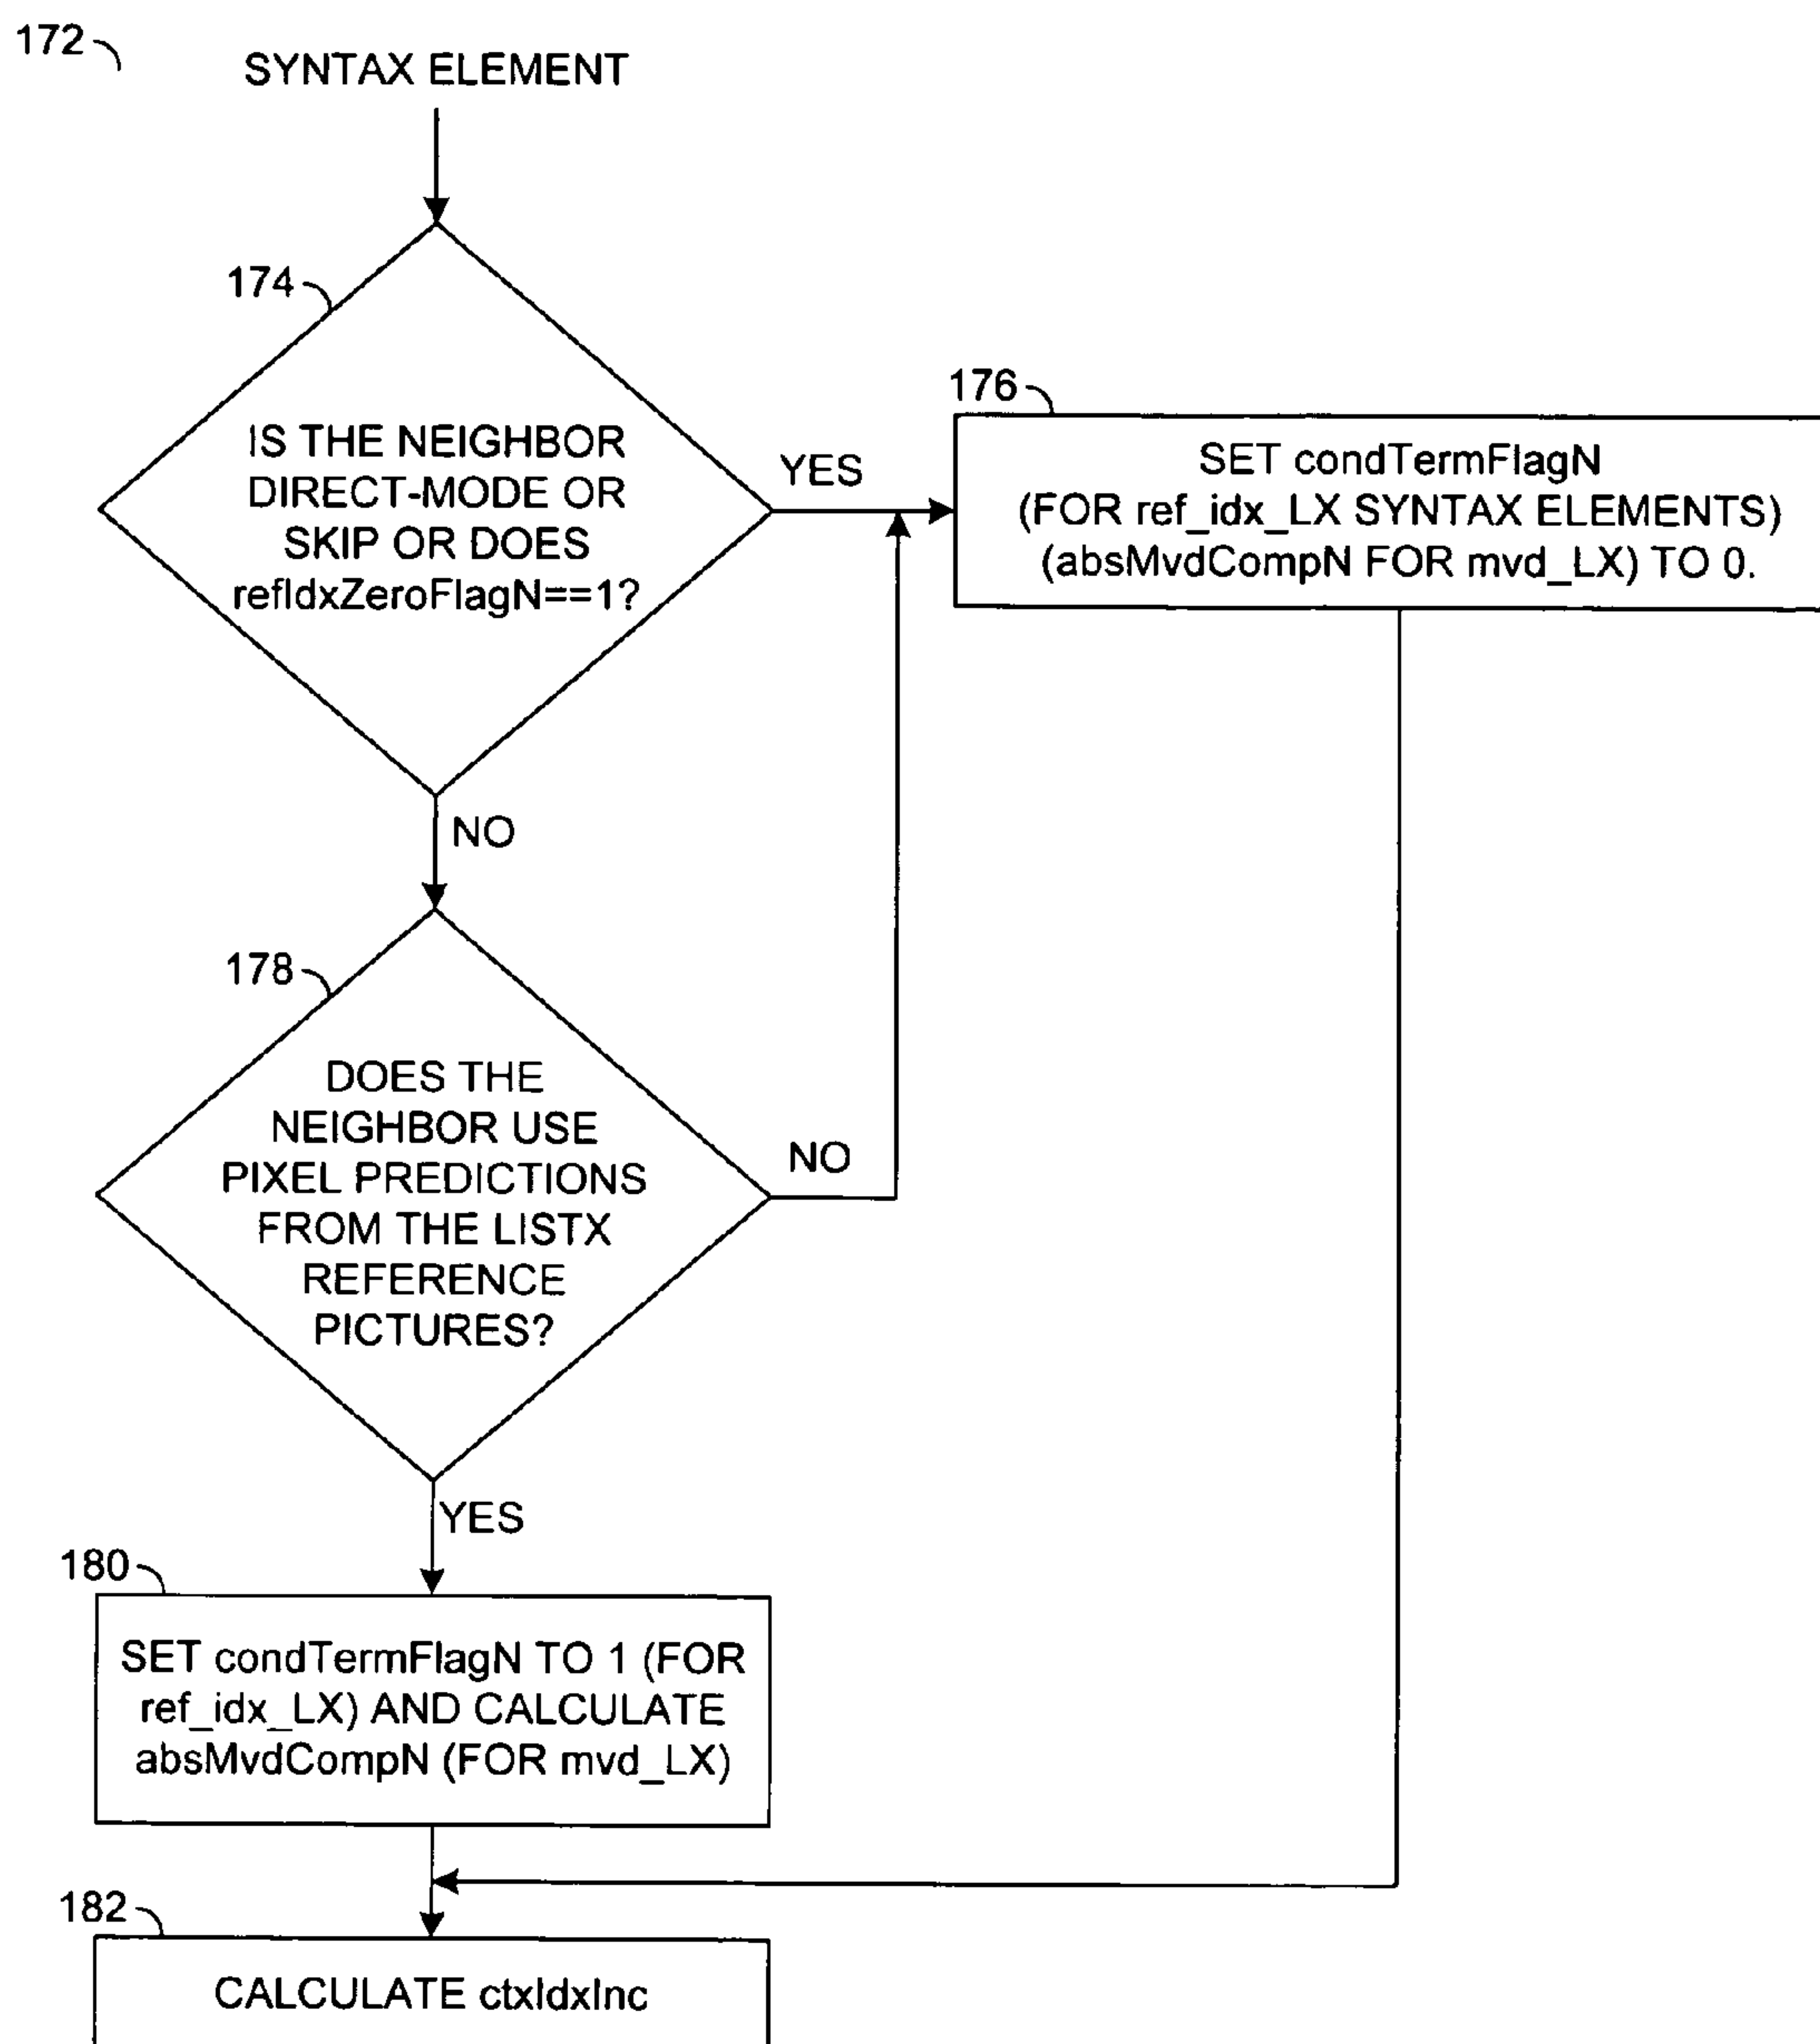 172
SYNTAX ELEMENT
174
IS THE NEIGHBOR
DIRECT-MODE OR
SKIP OR DOES
refIdxZeroFlagN==1?
YES
176
SET condTermFlagN
(FOR ref_idx_LX SYNTAX ELEMENTS)
(absMvdCompN FOR mvd_LX) TO 0.
NO
178
DOES THE
NEIGHBOR USE
PIXEL PREDICTIONS
FROM THE LISTX
REFERENCE
PICTURES?
NO
YES
180
SET condTermFlagN TO 1 (FOR
ref_idx_LX) AND CALCULATE
absMvdCompN (FOR mvd_LX)
182
CALCULATE ctxIdxInc